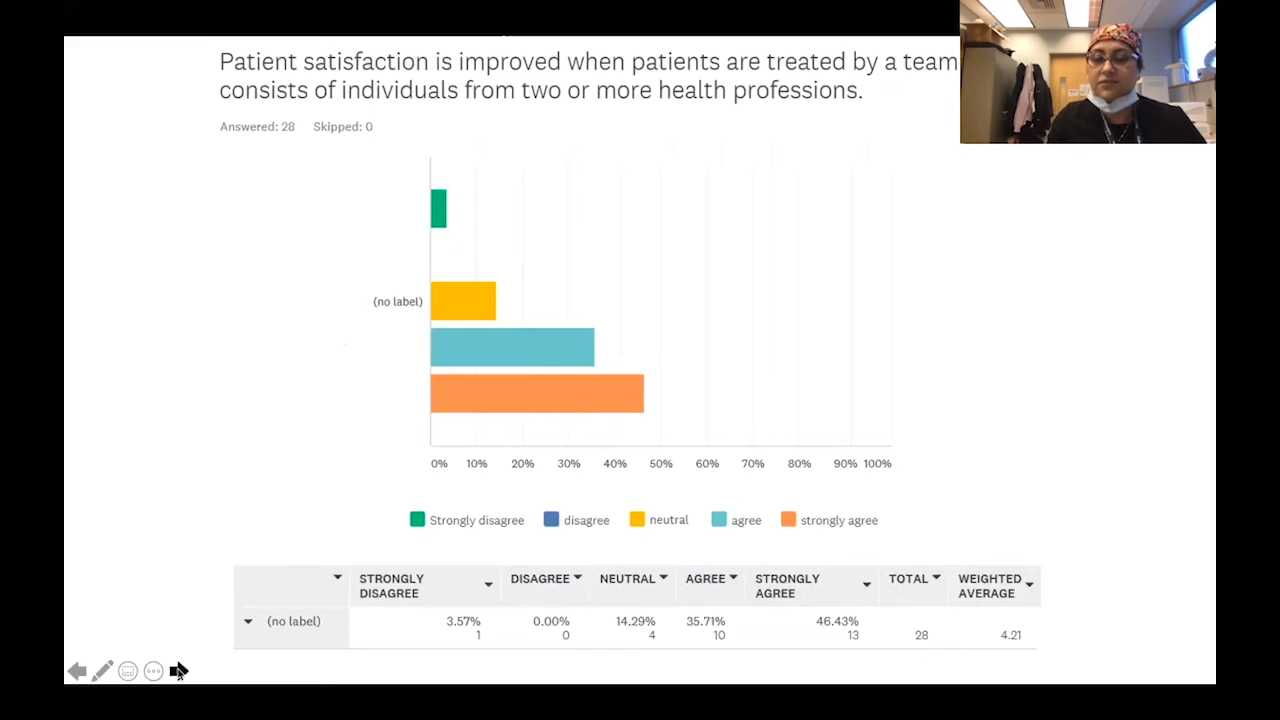 Patient satisfaction is improved when patients are treated by a team
consists of individuals from two or more health professions.
Answered: 28 Skipped: 0
(no label)
0% 10% 20% 30% 40% 50% 60% 70% 80% 90% 100%
Strongly disagree disagree neutral agree strongly agree
STRONGLY DISAGREE DISAGREE NEUTRAL AGREE STRONGLY AGREE TOTAL WEIGHTED AVERAGE
(no label) 3.57% 0.00% 14.29% 35.71% 46.43%
1 0 4 10 13 28 4.21